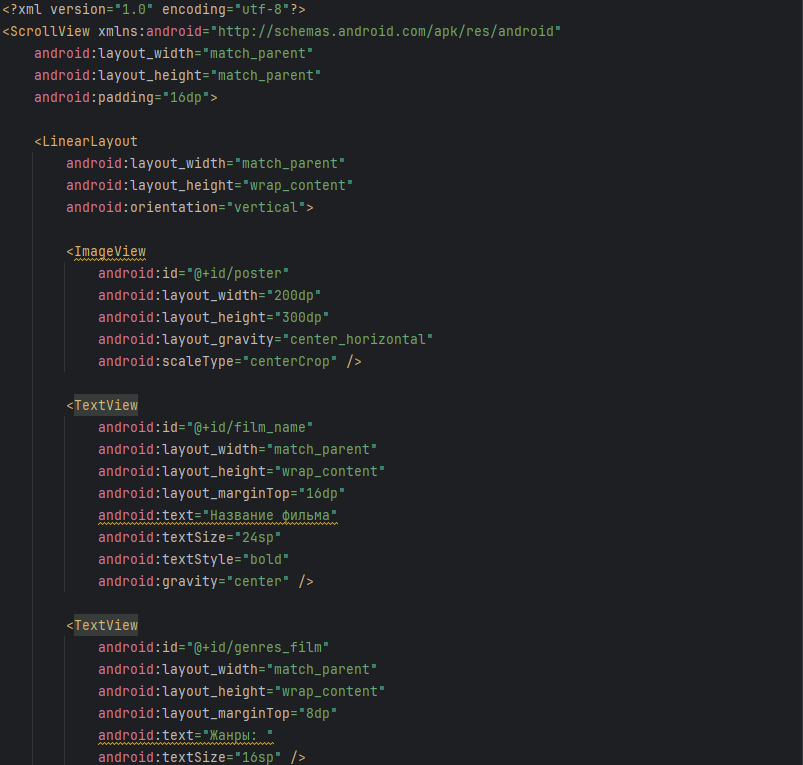 <?xml version="1.0" encoding="utf-8"?>
<ScrollView xmlns:android="http://schemas.android.com/apk/res/android"
    android:layout_width="match_parent"
    android:layout_height="match_parent"
    android:padding="16dp">

    <LinearLayout
        android:layout_width="match_parent"
        android:layout_height="wrap_content"
        android:orientation="vertical">

        <ImageView
            android:id="@+id/poster"
            android:layout_width="200dp"
            android:layout_height="300dp"
            android:layout_gravity="center_horizontal"
            android:scaleType="centerCrop" />

        <TextView
            android:id="@+id/film_name"
            android:layout_width="match_parent"
            android:layout_height="wrap_content"
            android:layout_marginTop="16dp"
            android:text="Название фильма"
            android:textSize="24sp"
            android:textStyle="bold"
            android:gravity="center" />

        <TextView
            android:id="@+id/genres_film"
            android:layout_width="match_parent"
            android:layout_height="wrap_content"
            android:layout_marginTop="8dp"
            android:text="Жанры: "
            android:textSize="16sp" />